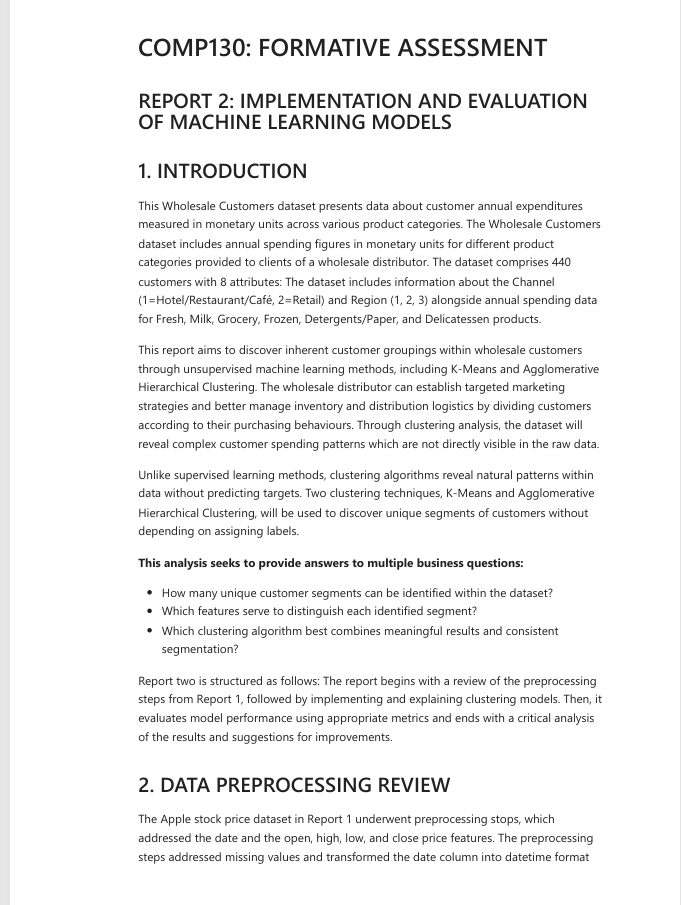 COMP130: FORMATIVE ASSESSMENT
REPORT 2: IMPLEMENTATION AND EVALUATION
OF MACHINE LEARNING MODELS
1. INTRODUCTION
This Wholesale Customers dataset presents data about customer annual expenditures
measured in monetary units across various product categories. The Wholesale Customers
dataset includes annual spending figures in monetary units for different product
categories provided to clients of a wholesale distributor. The dataset comprises 440
customers with 8 attributes: The dataset includes information about the Channel
(1=Hotel/Restaurant/Café, 2=Retail) and Region (1, 2, 3) alongside annual spending data
for Fresh, Milk, Grocery, Frozen, Detergents/Paper, and Delicatessen products.
This report aims to discover inherent customer groupings within wholesale customers
through unsupervised machine learning methods, including K-Means and Agglomerative
Hierarchical Clustering. The wholesale distributor can establish targeted marketing
strategies and better manage inventory and distribution logistics by dividing customers
according to their purchasing behaviours. Through clustering analysis, the dataset will
reveal complex customer spending patterns which are not directly visible in the raw data.
Unlike supervised learning methods, clustering algorithms reveal natural patterns within
data without predicting targets. Two clustering techniques, K-Means and Agglomerative
Hierarchical Clustering, will be used to discover unique segments of customers without
depending on assigning labels.
This analysis seeks to provide answers to multiple business questions:
• How many unique customer segments can be identified within the dataset?
• Which features serve to distinguish each identified segment?
• Which clustering algorithm best combines meaningful results and consistent
segmentation?
Report two is structured as follows: The report begins with a review of the preprocessing
steps from Report 1, followed by implementing and explaining clustering models. Then, it
evaluates model performance using appropriate metrics and ends with a critical analysis
of the results and suggestions for improvements.
2. DATA PREPROCESSING REVIEW
The Apple stock price dataset in Report 1 underwent preprocessing stops, which
addressed the date and the open, high, low, and close price features. The preprocessing
steps addressed missing values and transformed the date column into datetime format